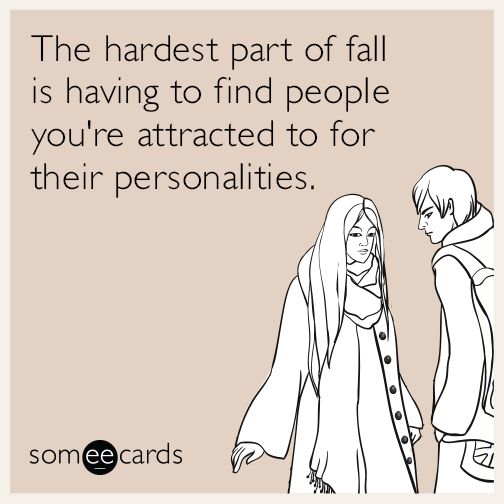 The hardest part of fall
is having to find people
you're attracted to for
their personalities.
someecards